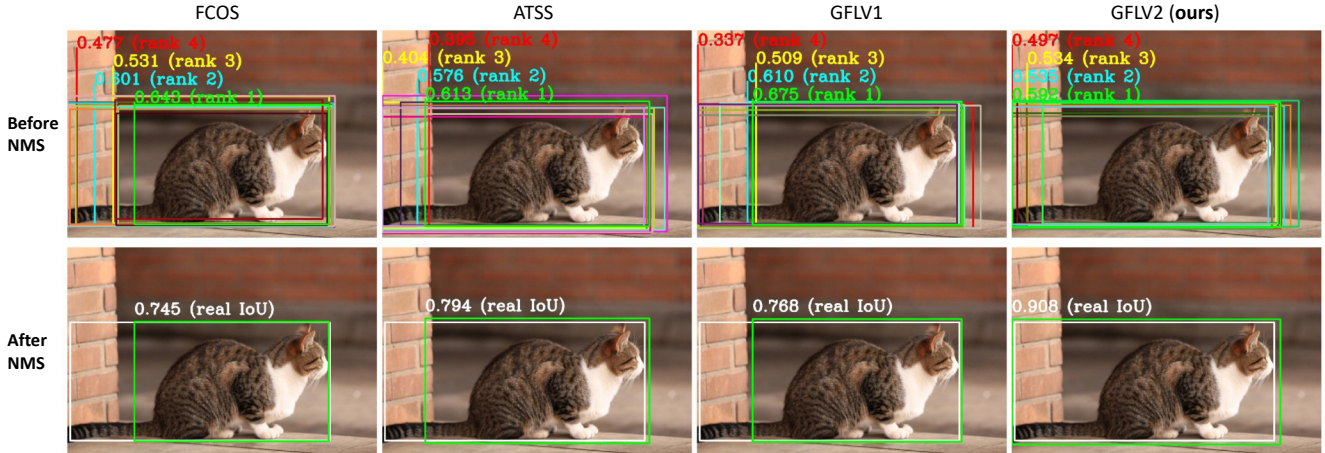 FCOS
ATSS
GFLV1
GFLV2 (ours)
Before
NMS
0.477 (rank 4)
0.531 (rank 3)
0.601 (rank 2)
0.643 (rank 1)
0.395 (rank 4)
0.404 (rank 3)
0.576 (rank 2)
0.613 (rank 1)
0.337 (rank 4)
0.509 (rank 3)
0.610 (rank 2)
0.675 (rank 1)
0.497 (rank 4)
0.534 (rank 3)
0.535 (rank 2)
0.592 (rank 1)
After
NMS
0.745 (real IoU)
0.794 (real IoU)
0.768 (real IoU)
0.908 (real IoU)